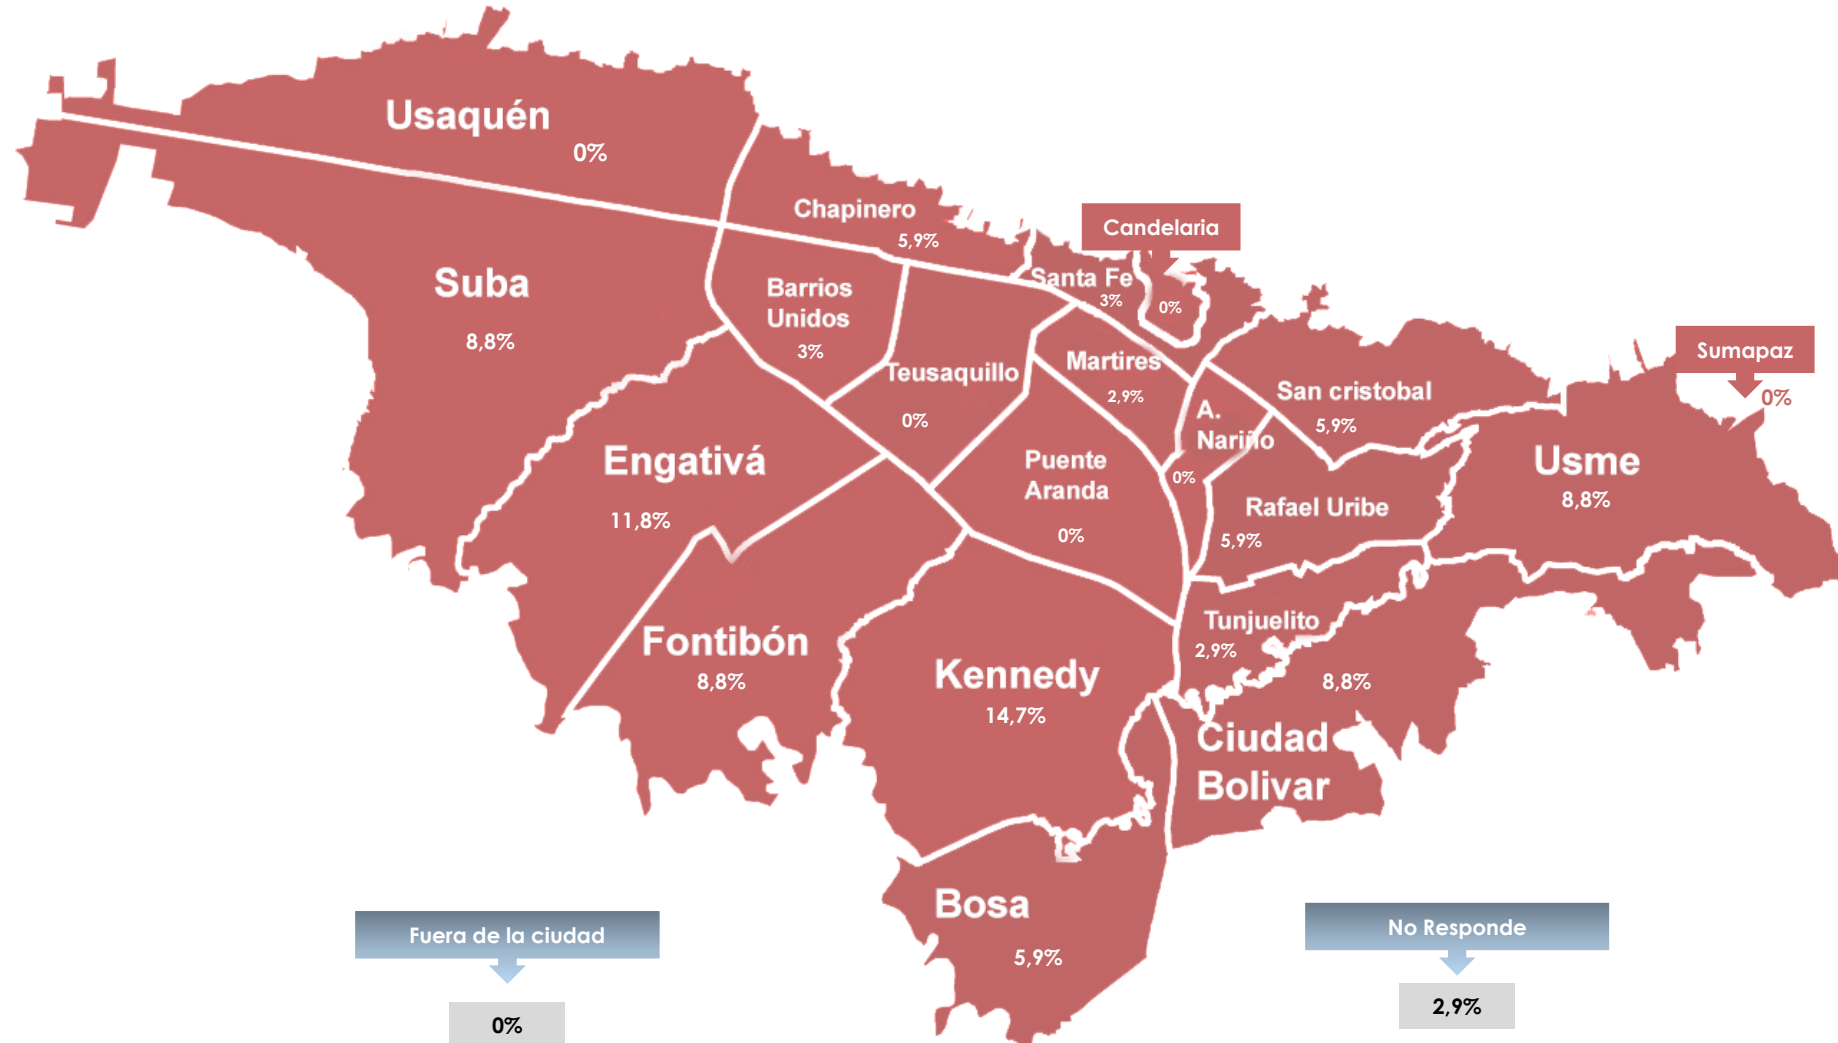 Usaquén
0%
Chapinero
5,9%
Candelaria
Santa Fe
3%
0%
Suba
8,8%
Barrios
Unidos
3%
Teusaquillo
0%
Martires
2,9%
A.
Nariño
0%
San cristobal
5,9%
Sumapaz
0%
Usme
8,8%
Engativá
11,8%
Puente
Aranda
0%
Rafael Uribe
5,9%
Fontibón
8,8%
Kennedy
14,7%
Tunjuelito
2,9%
8,8%
Ciudad
Bolivar
Bosa
5,9%
Fuera de la ciudad
0%
No Responde
2,9%